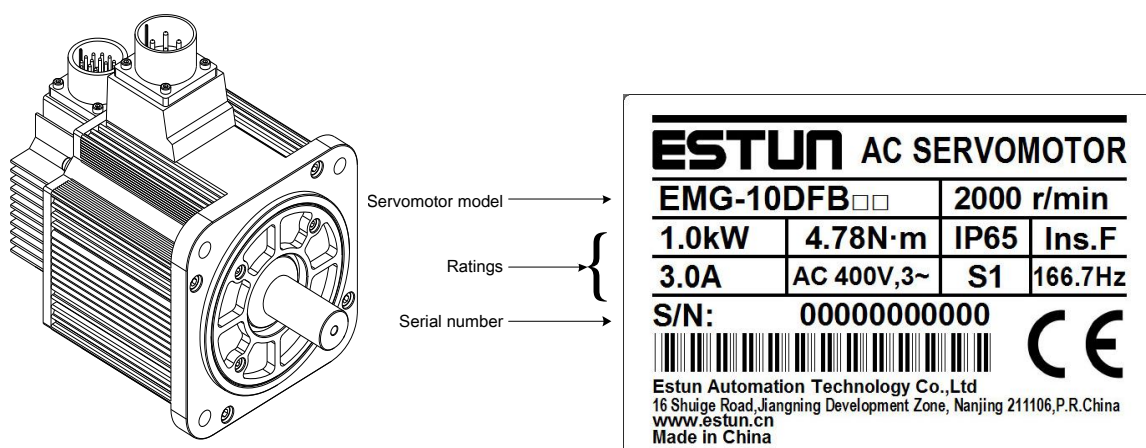 Servomotor model
Ratings
Serial number
ESTUN AC SERVOMOTOR
EMG-10DFB□□ 2000 r/min
1.0kW 4.78N·m IP65 Ins.F
3.0A AC 400V,3~ S1 166.7Hz
S/N: 00000000000
CE
Estun Automation Technology Co.,Ltd
16 Shuige Road,Jiangning Development Zone, Nanjing 211106,P.R.China
www.estun.cn
Made in China